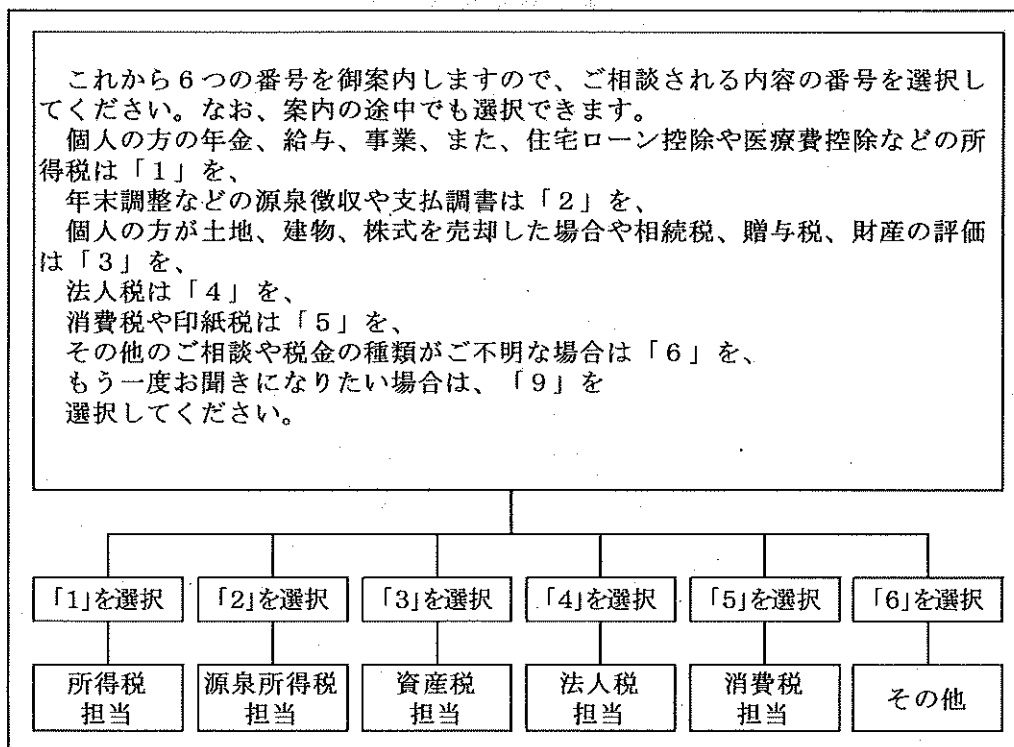 これから6つの番号を御案内しますので、ご相談される内容の番号を選択し
てください。なお、案内の途中でも選択できます。
個人の方の年金、給与、事業、また、住宅ローン控除や医療費控除などの所
得税は「1」を、
年末調整などの源泉徴収や支払調書は「2」を、
個人の方が土地、建物、株式を売却した場合や相続税、贈与税、財産の評価
は「3」を、
法人税は「4」を、
消費税や印紙税は「5」を、
その他のご相談や税金の種類がご不明な場合は「6」を、
もう一度お聞きになりたい場合は、「9」を
選択してください。
「1」を選択 「2」を選択 「3」を選択 「4」を選択 「5」を選択 「6」を選択
所得税 源泉所得税 資産税 法人税 消費税 その他
担当 担当 担当 担当 担当